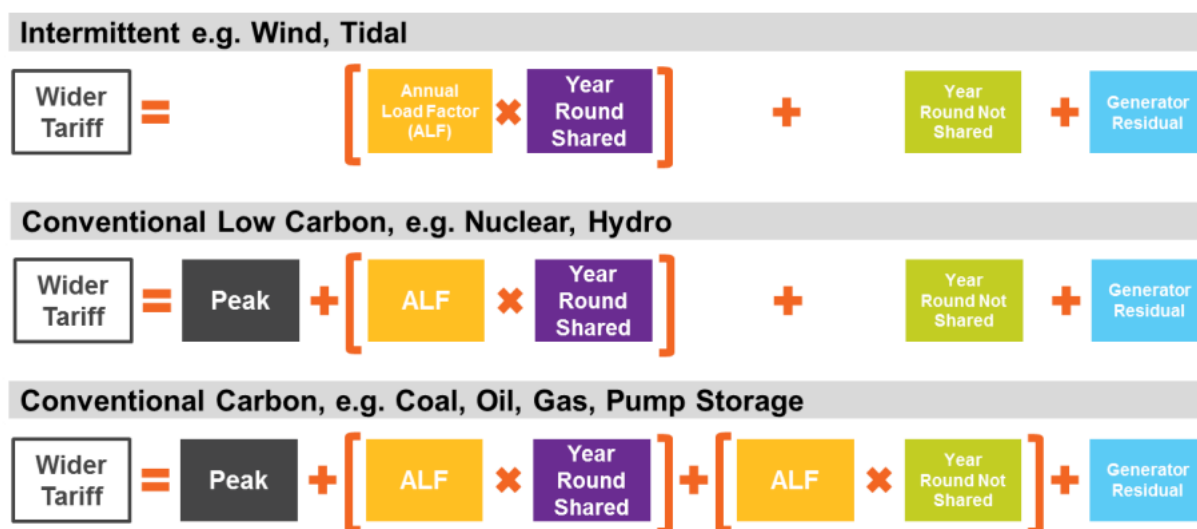 Intermittent e.g. Wind, Tidal
Wider
Tariff
=
[
Annual
Load Factor
(ALF)
×
Year
Round
Shared
]
+
Year
Round Not
Shared
+
Generator
Residual
Conventional Low Carbon, e.g. Nuclear, Hydro
Wider
Tariff
=
Peak
+
[
ALF
×
Year
Round
Shared
]
+
Year
Round Not
Shared
+
Generator
Residual
Conventional Carbon, e.g. Coal, Oil, Gas, Pump Storage
Wider
Tariff
=
Peak
+
[
ALF
×
Year
Round
Shared
]
+
[
ALF
×
Year
Round Not
Shared
]
+
Generator
Residual